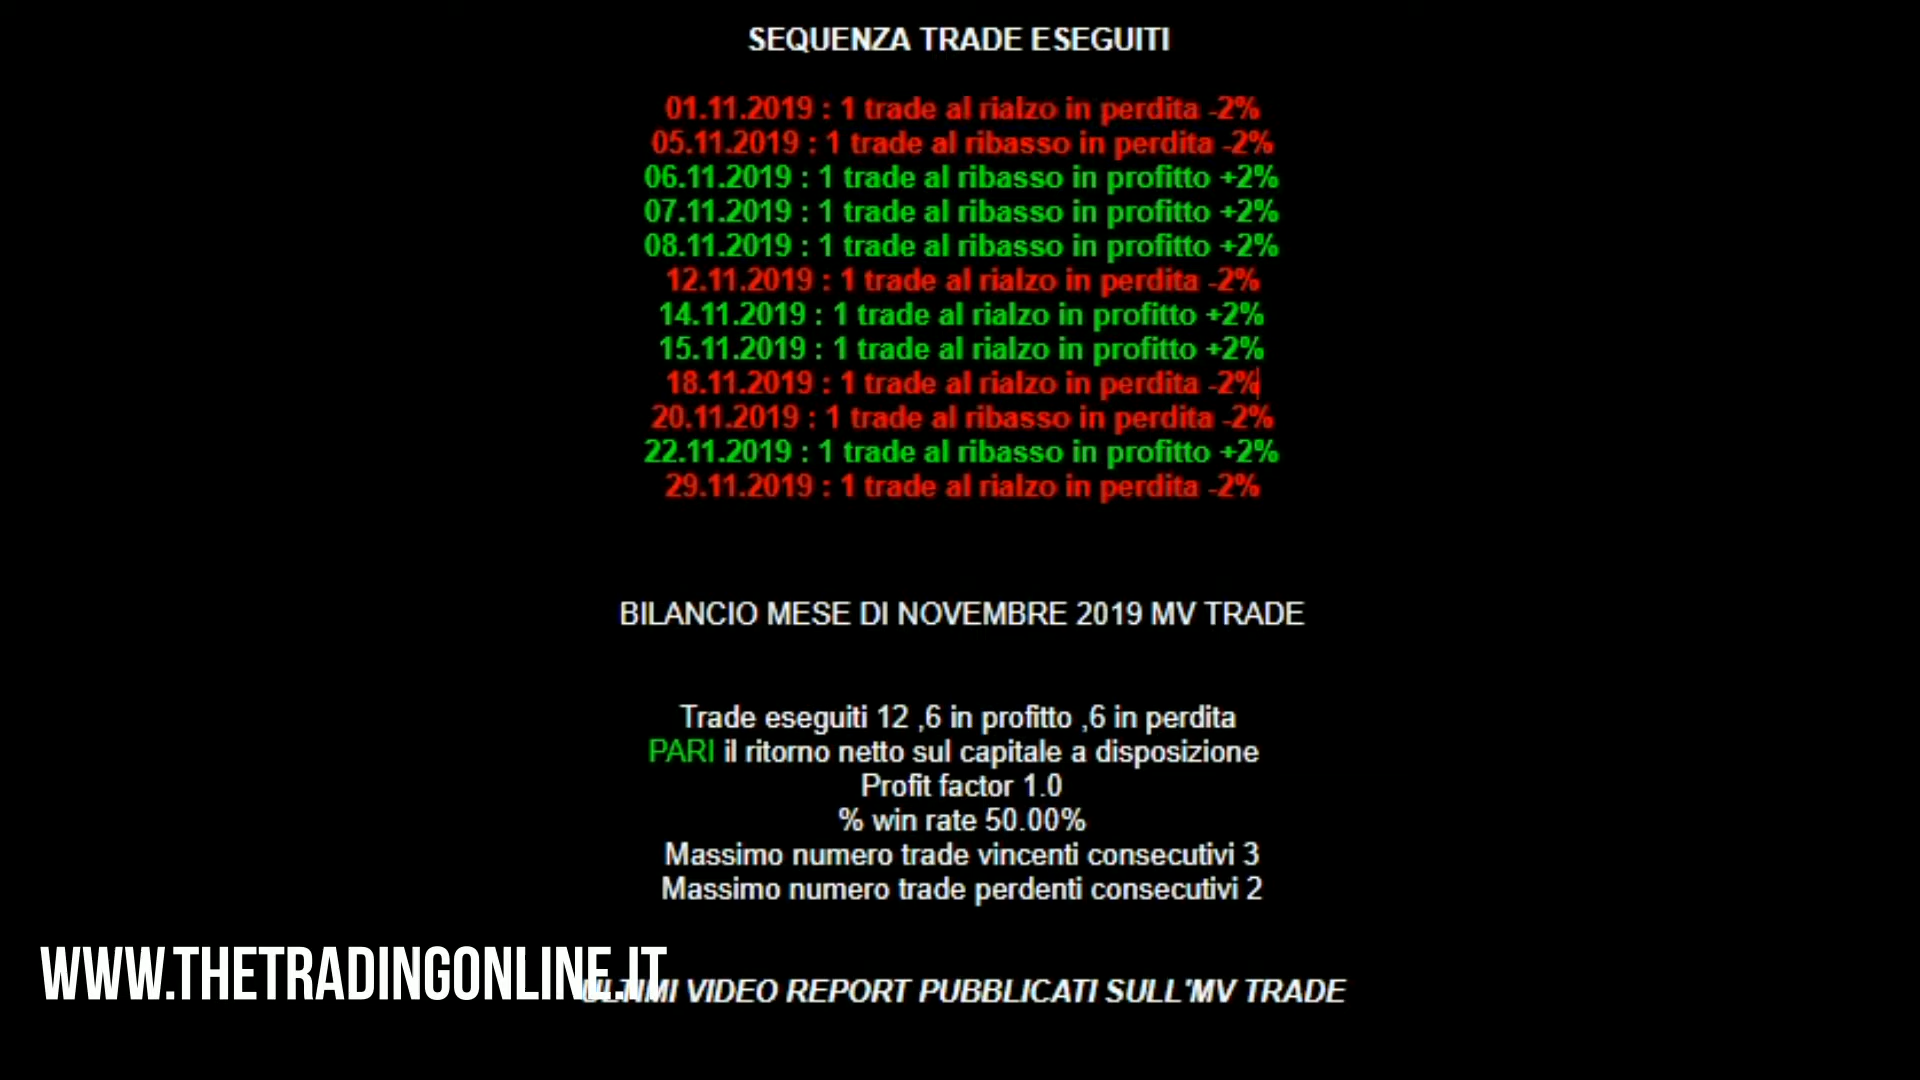 SEQUENZA TRADE ESEGUITI
01.11.2019 : 1 trade al rialzo in perdita -2%
05.11.2019 : 1 trade al ribasso in perdita -2%
06.11.2019 : 1 trade al ribasso in profitto +2%
07.11.2019 : 1 trade al ribasso in profitto +2%
08.11.2019 : 1 trade al ribasso in profitto +2%
12.11.2019 : 1 trade al rialzo in perdita -2%
14.11.2019 : 1 trade al rialzo in profitto +2%
15.11.2019 : 1 trade al rialzo in profitto +2%
18.11.2019 : 1 trade al rialzo in perdita -2%
20.11.2019 : 1 trade al ribasso in perdita -2%
22.11.2019 : 1 trade al ribasso in profitto +2%
29.11.2019 : 1 trade al rialzo in perdita -2%
BILANCIO MESE DI NOVEMBRE 2019 MV TRADE
Trade eseguiti 12 ,6 in profitto ,6 in perdita
PARI il ritorno netto sul capitale a disposizione
Profit factor 1.0
% win rate 50.00%
Massimo numero trade vincenti consecutivi 3
Massimo numero trade perdenti consecutivi 2
WWW.THETRADINGONLINE.IT
ULTIMI VIDEO REPORT PUBBLICATI SULL'MV TRADE